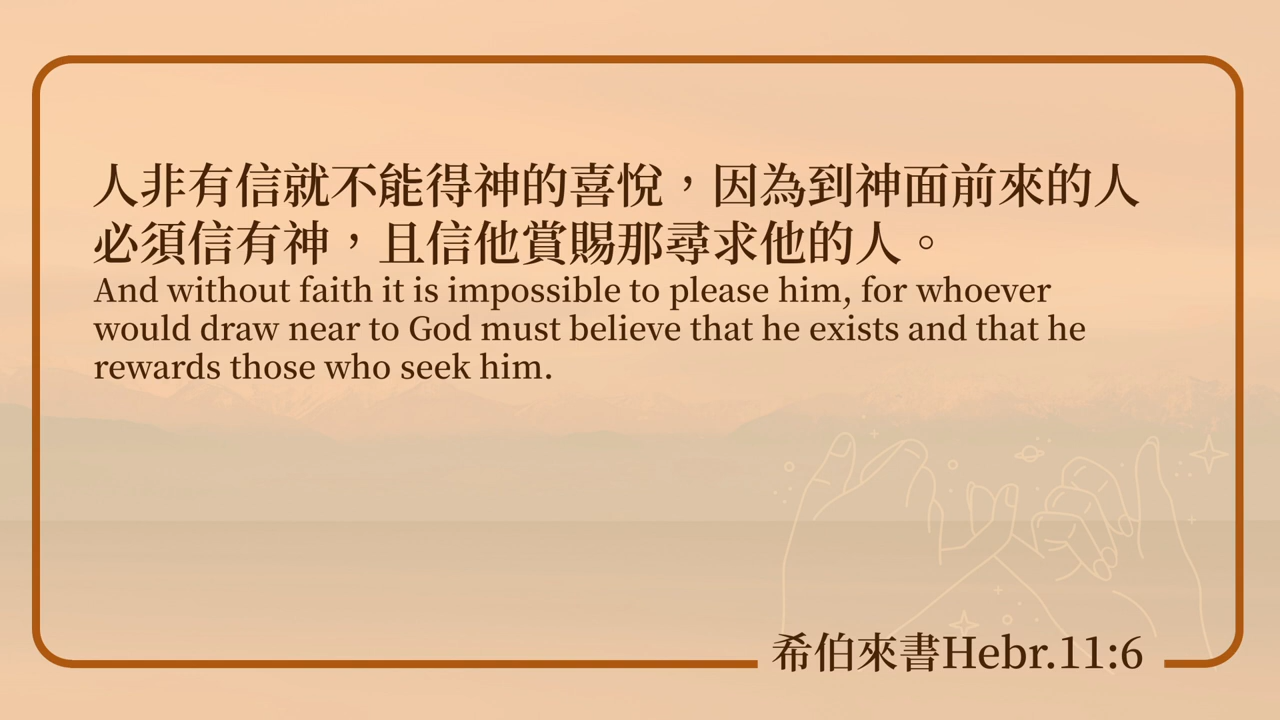 人非有信就不能得神的喜悅，因為到神面前來的人
必須信有神，且信他賞賜那尋求他的人。
And without faith it is impossible to please him, for whoever
would draw near to God must believe that he exists and that he
rewards those who seek him.
希伯來書Hebr.11:6